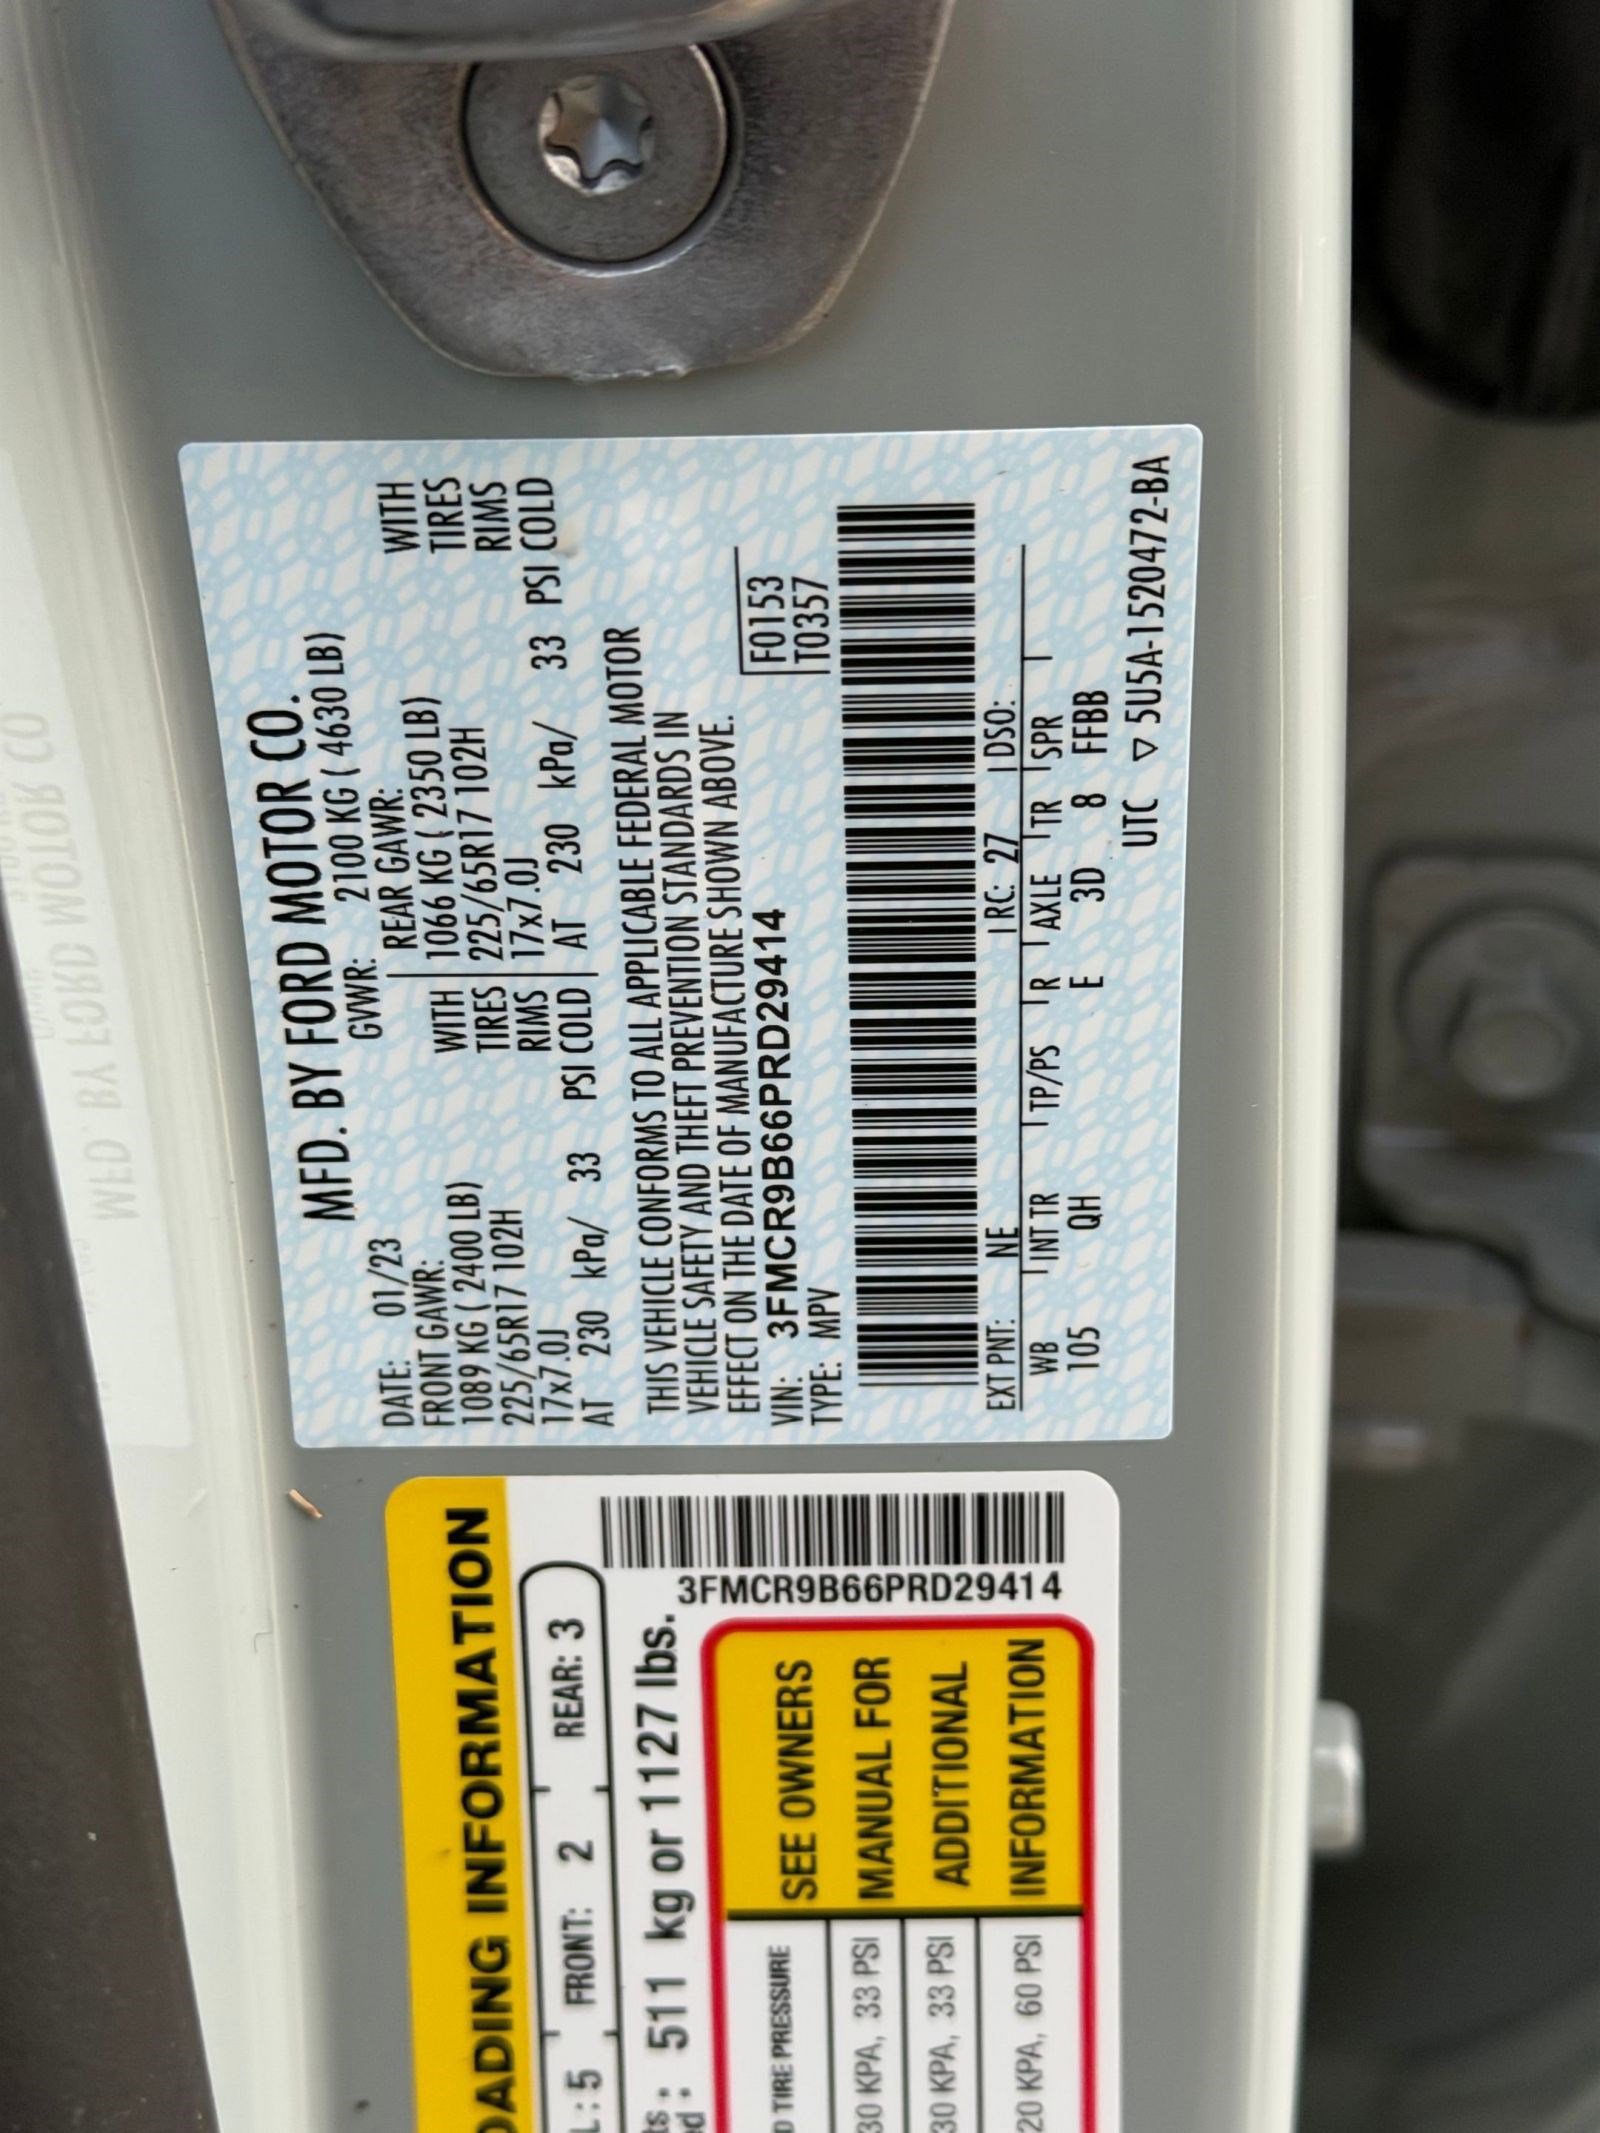 MFD. BY FORD MOTOR CO.
DATE: 01/23 GVWR: 2100 KG ( 4630 LB)
FRONT GAWR: REAR GAWR:
1089 KG ( 2400 LB) WITH 1066 KG ( 2350 LB) WITH
225/65R17 102H TIRES 225/65R17 102H TIRES
17x7.0J RIMS 17x7.0J RIMS
AT 230 kPa/ 33 PSI COLD AT 230 kPa/ 33 PSI COLD
THIS VEHICLE CONFORMS TO ALL APPLICABLE FEDERAL MOTOR
VEHICLE SAFETY AND THEFT PREVENTION STANDARDS IN
EFFECT ON THE DATE OF MANUFACTURE SHOWN ABOVE.
VIN: 3FMCR9B66PRD29414 F0153
TYPE: MPV T0357
EXT PNT: NE RC: 27 DSO:
WB INT TR TP/PS R AXLE TR SPR
105 QH E 3D 8 FFBB
UTC ▽ 5U5A-1520472-BA
OADING INFORMATION
L : 5 FRONT: 2 REAR: 3
511 kg or 1127 lbs.
3FMCR9B66PRD29414
TIRE PRESSURE
30 KPA, 33 PSI
30 KPA, 33 PSI
20 KPA, 60 PSI
SEE OWNERS
MANUAL FOR
ADDITIONAL
INFORMATION
MFD. BY FORD MOTOR CO